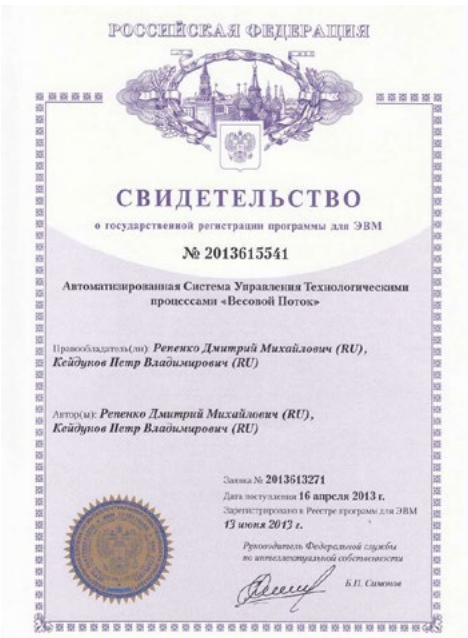 РОССИЙСКАЯ ФЕДЕРАЦИЯ
СВИДЕТЕЛЬСТВО
о государственной регистрации программы для ЭВМ
№ 2013615541
Автоматизированная Система Управления Технологическими
процессами «Весовой Поток»
Правообладатель(ли): Репенко Дмитрий Михайлович (RU),
Кейдунов Петр Владимирович (RU)
Автор(ы): Репенко Дмитрий Михайлович (RU),
Кейдунов Петр Владимирович (RU)
Заявка № 2013613271
Дата поступления 16 апреля 2013 г.
Зарегистрировано в Реестре программ для ЭВМ
13 июня 2013 г.
Руководитель Федеральной службы
по интеллектуальной собственности
Б.П. Симонов